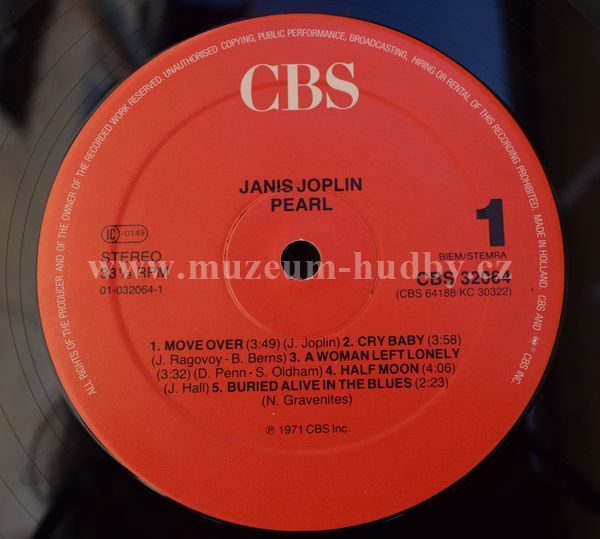 ALL RIGHTS OF THE PRODUCER AND OF THE OWNER OF THE RECORDED WORK RESERVED. UNAUTHORISED COPYING, PUBLIC PERFORMANCE, BROADCASTING, HIRING OR RENTAL OF THIS RECORDING PROHIBITED. MADE IN HOLLAND. CBS AND ® CBS INC.
CBS
JANIS JOPLIN
PEARL
1
LC -0149
STEREO
33⅓ RPM
01-032064-1
BIEM/STEMRA
CBS 32064
(CBS 64188/KC 30322)
www.muzeum-hudby.cz
1. MOVE OVER (3:49) (J. Joplin) 2. CRY BABY (3:58)
(J. Ragovoy - B. Berns) 3. A WOMAN LEFT LONELY
(3:32) (D. Penn - S. Oldham) 4. HALF MOON (4:06)
(J. Hall) 5. BURIED ALIVE IN THE BLUES (2:23)
(N. Gravenites)
℗ 1971 CBS Inc.